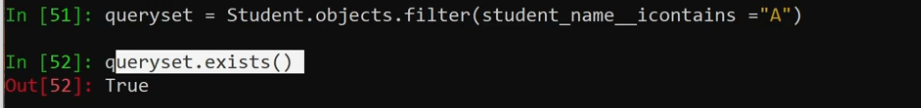 In [51]: queryset = Student.objects.filter(student_name__icontains ="A")
In [52]: queryset.exists()
Out[52]: True